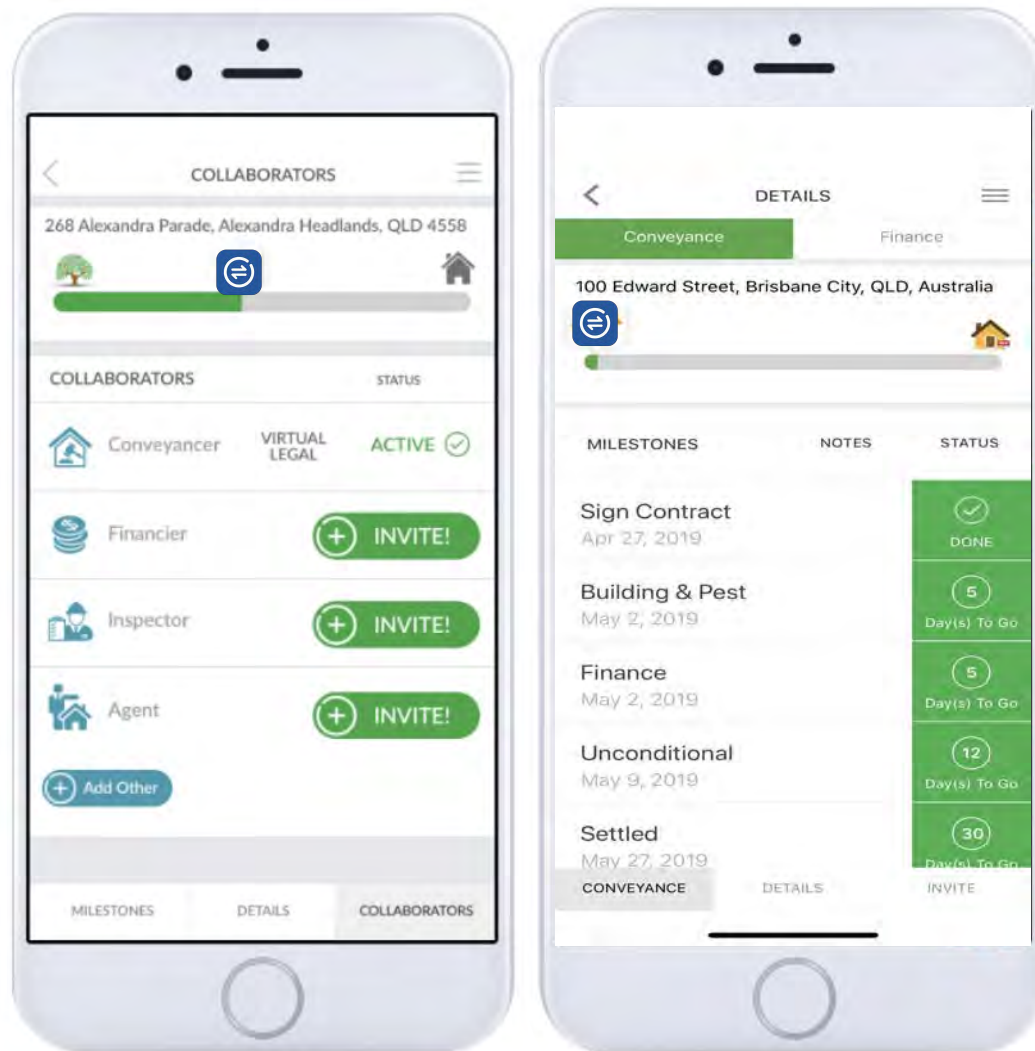 COLLABORATORS
268 Alexandra Parade, Alexandra Headlands, QLD 4558
COLLABORATORS STATUS
Conveyancer VIRTUAL LEGAL ACTIVE
Financier INVITE!
Inspector INVITE!
Agent INVITE!
Add Other
MILESTONES DETAILS COLLABORATORS
DETAILS
Conveyance Finance
100 Edward Street, Brisbane City, QLD, Australia
MILESTONES NOTES STATUS
Sign Contract
Apr 27, 2019
DONE
Building & Pest
May 2, 2019
5
Day(s) To Go
Finance
May 2, 2019
5
Day(s) To Go
Unconditional
May 9, 2019
12
Day(s) To Go
Settled
May 27, 2019
30
Day(s) To Go
CONVEYANCE DETAILS INVITE